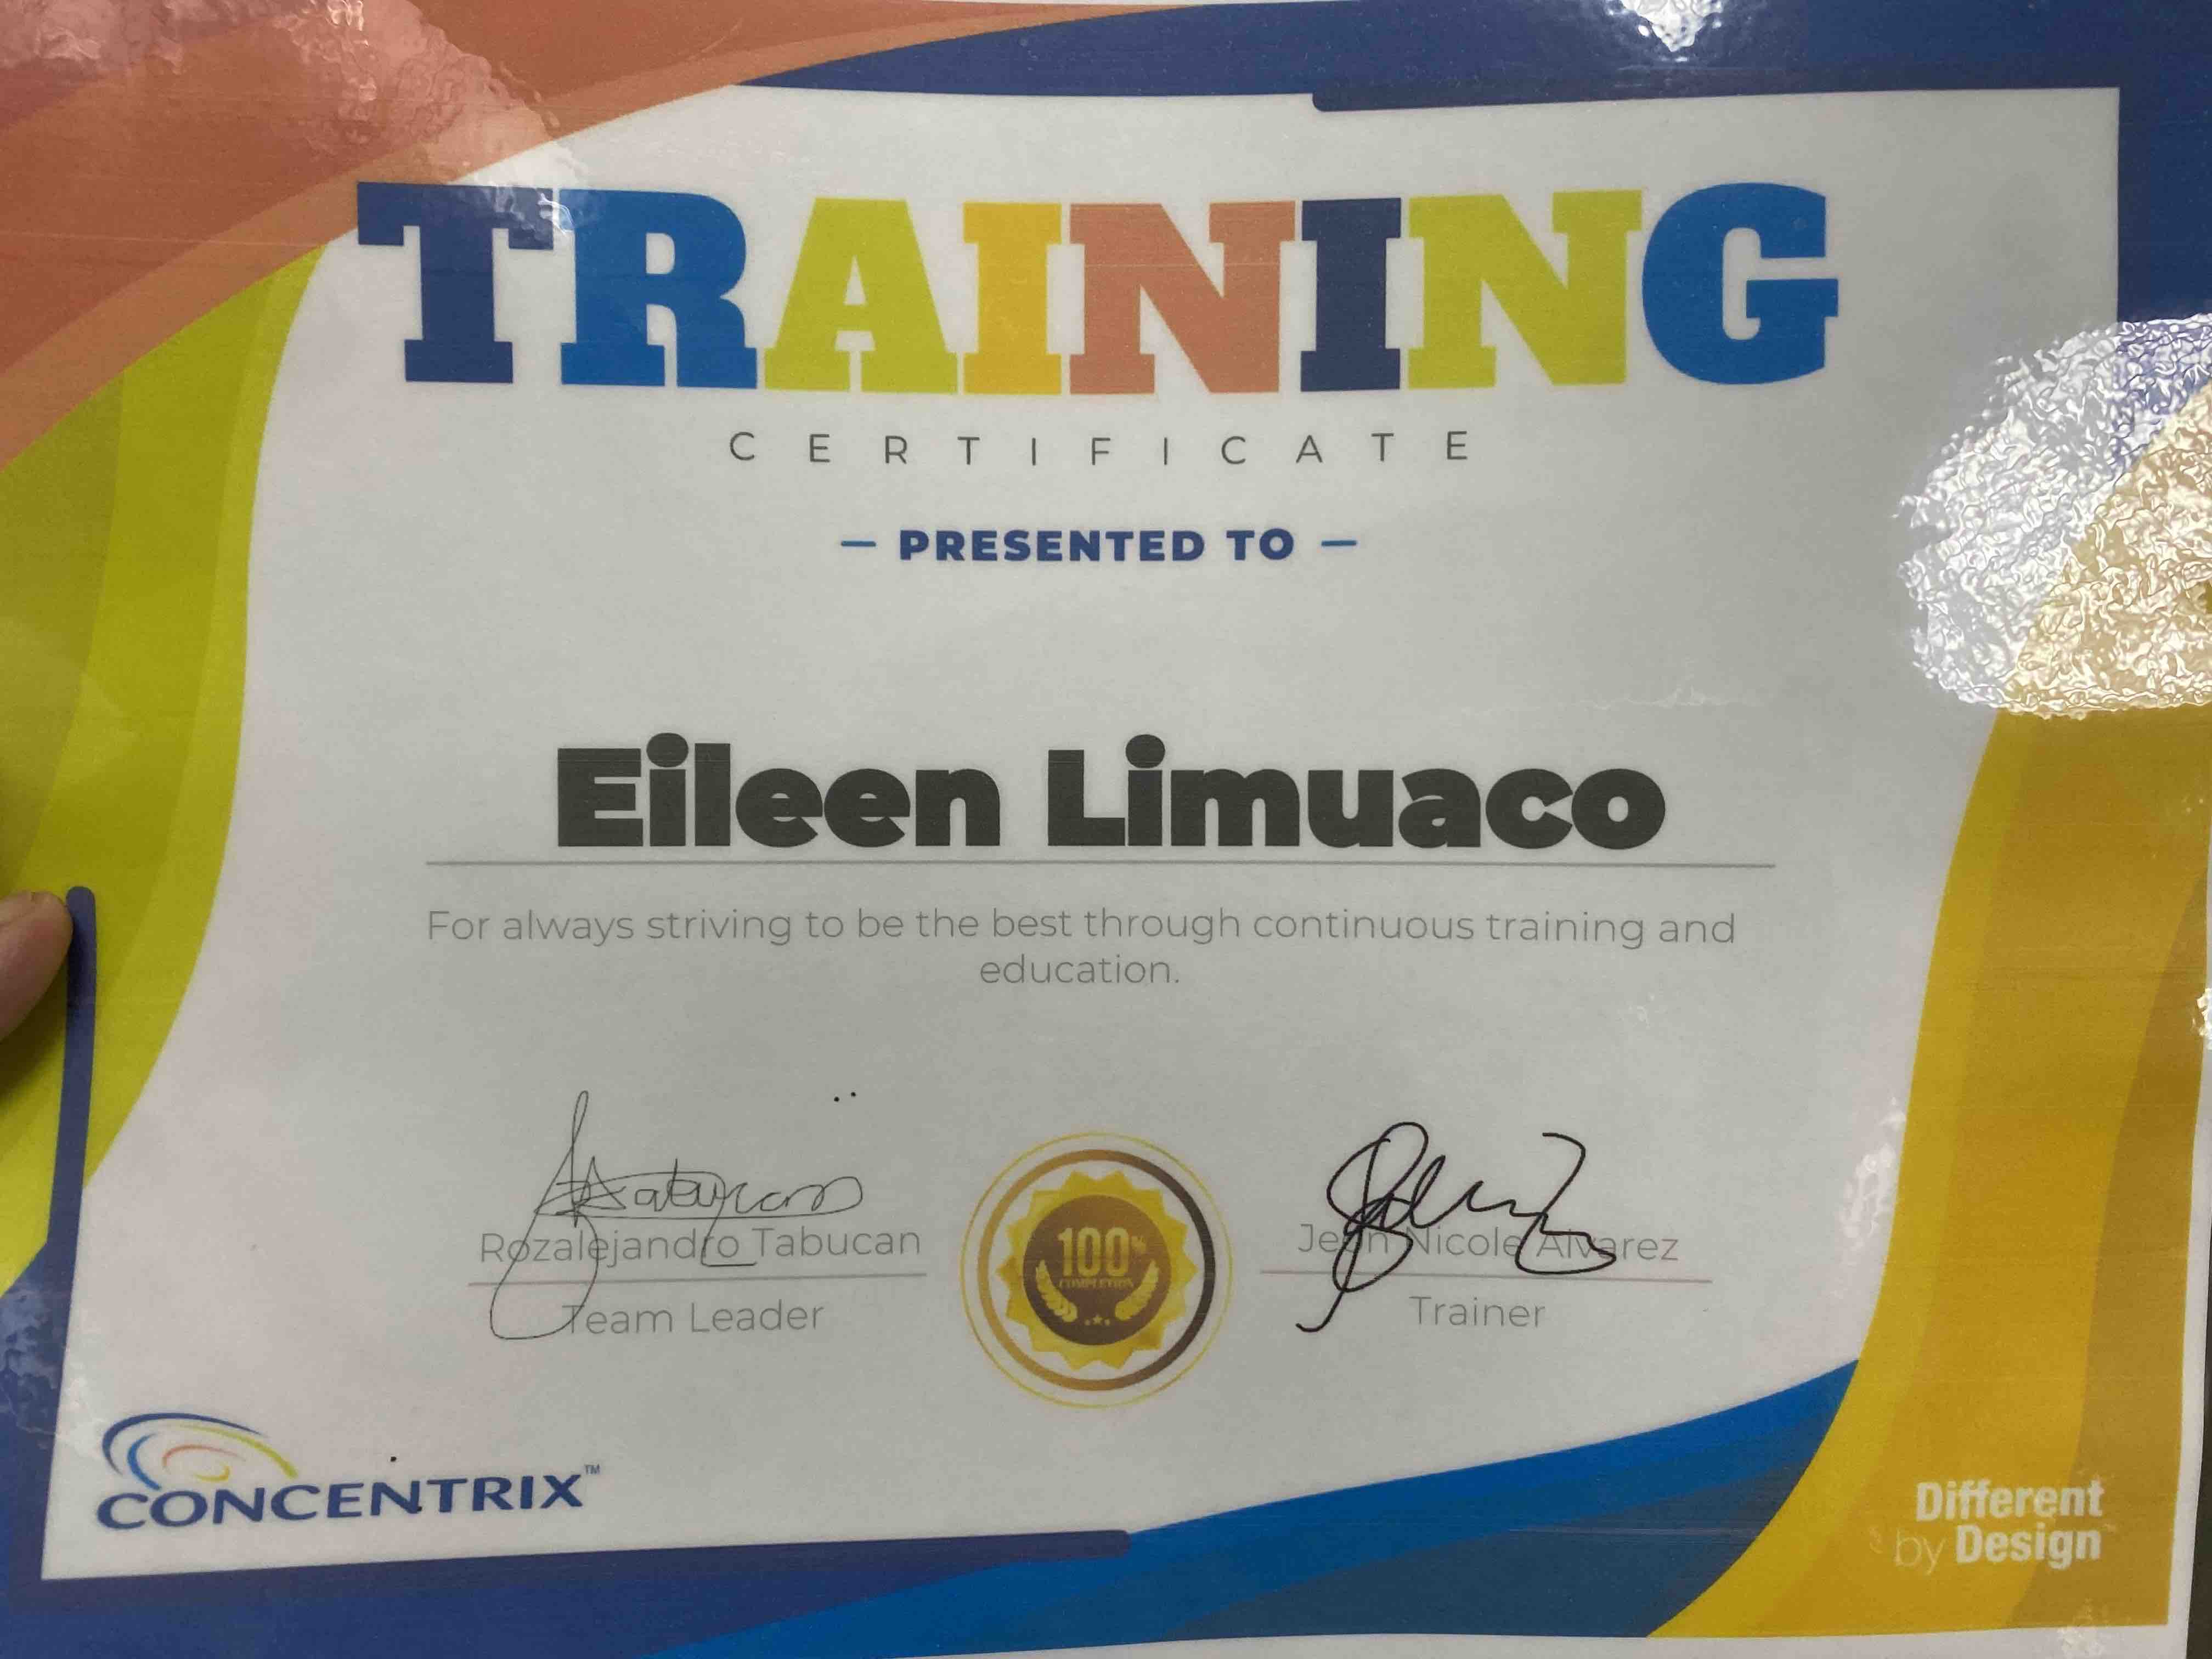 TRAINING
CERTIFICATE
– PRESENTED TO –
Eileen Limuaco
For always striving to be the best through continuous training and
education.
Rozalejandro Tabucan
Team Leader
100%
COMPLETION
Jean Nicole Alvarez
Trainer
CONCENTRIX™
Different
by Design